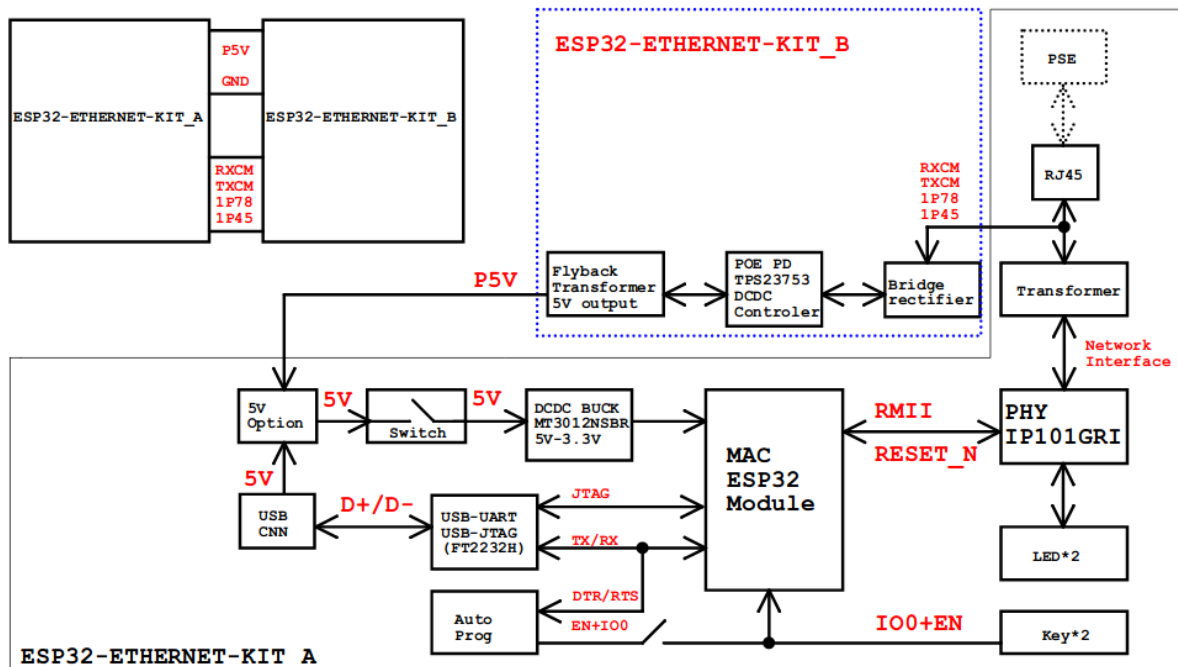 P5V
GND
ESP32-ETHERNET-KIT_A
ESP32-ETHERNET-KIT_B
RXCM
TXCM
1P78
1P45
ESP32-ETHERNET-KIT_B
PSE
RJ45
RXCM
TXCM
1P78
1P45
P5V
Flyback
Transformer
5V output
POE PD
TPS23753
DCDC
Controler
Bridge
rectifier
Transformer
Network
Interface
5V
Option
5V
Switch
5V
DCDC BUCK
MT3012NSBR
5V-3.3V
MAC
ESP32
Module
RMII
RESET_N
PHY
IP101GRI
5V
USB
CNN
D+/D-
USB-UART
USB-JTAG
(FT2232H)
JTAG
TX/RX
LED*2
DTR/RTS
Auto
Prog
EN+IO0
IO0+EN
Key*2
ESP32-ETHERNET-KIT A